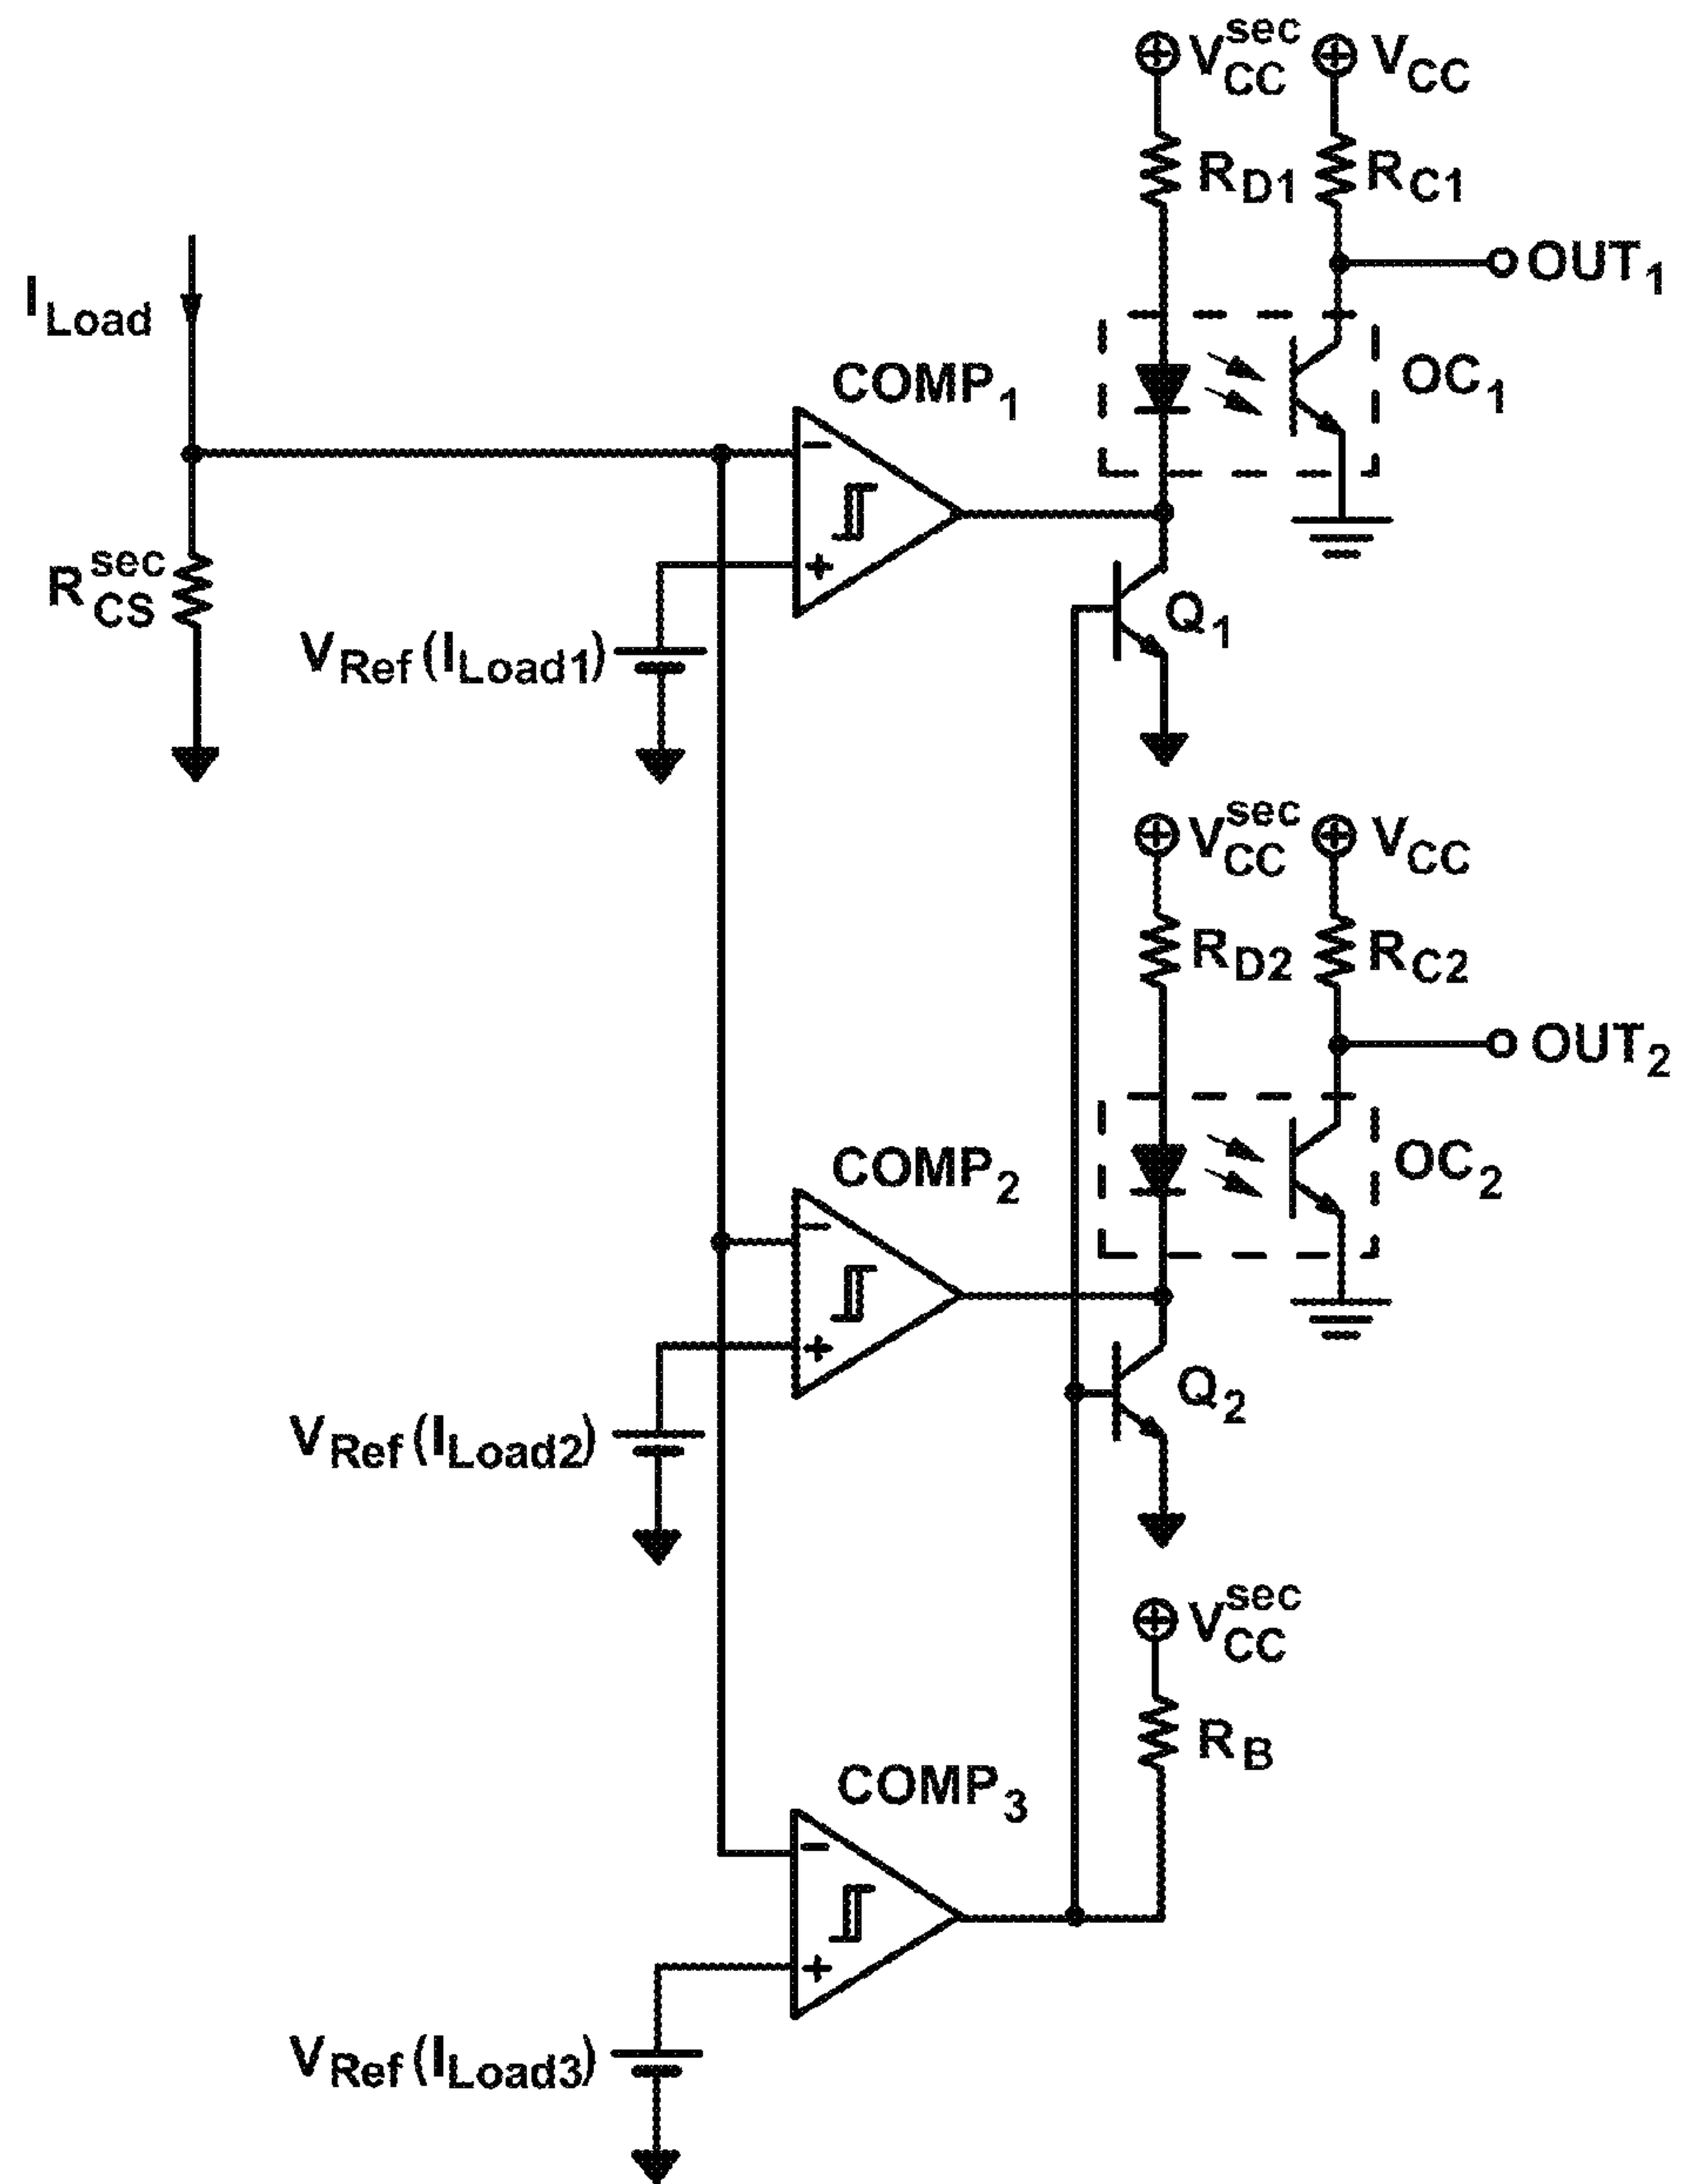 V_CC^sec V_CC
R_D1 R_C1
OUT_1
I_Load
COMP_1
OC_1
−
+
R_CS^sec
Q_1
V_Ref(I_Load1)
V_CC^sec V_CC
R_D2 R_C2
OUT_2
COMP_2
OC_2
−
+
Q_2
V_Ref(I_Load2)
V_CC^sec
R_B
COMP_3
−
+
V_Ref(I_Load3)